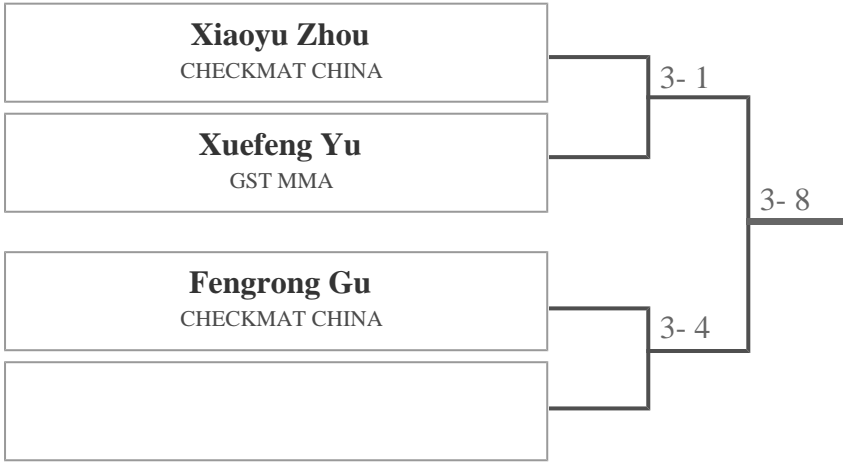 Xiaoyu Zhou
CHECKMAT CHINA
3- 1
Xuefeng Yu
GST MMA
3- 8
Fengrong Gu
CHECKMAT CHINA
3- 4